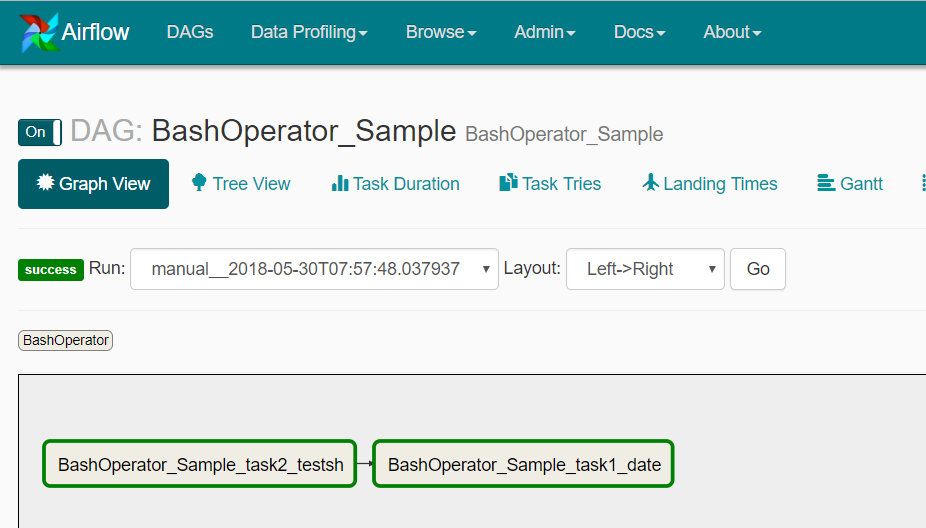 Airflow DAGs Data Profiling Browse Admin Docs About
On DAG: BashOperator_Sample BashOperator_Sample
Graph View Tree View Task Duration Task Tries Landing Times Gantt
success Run: manual__2018-05-30T07:57:48.037937 Layout: Left->Right Go
BashOperator
BashOperator_Sample_task2_testsh BashOperator_Sample_task1_date